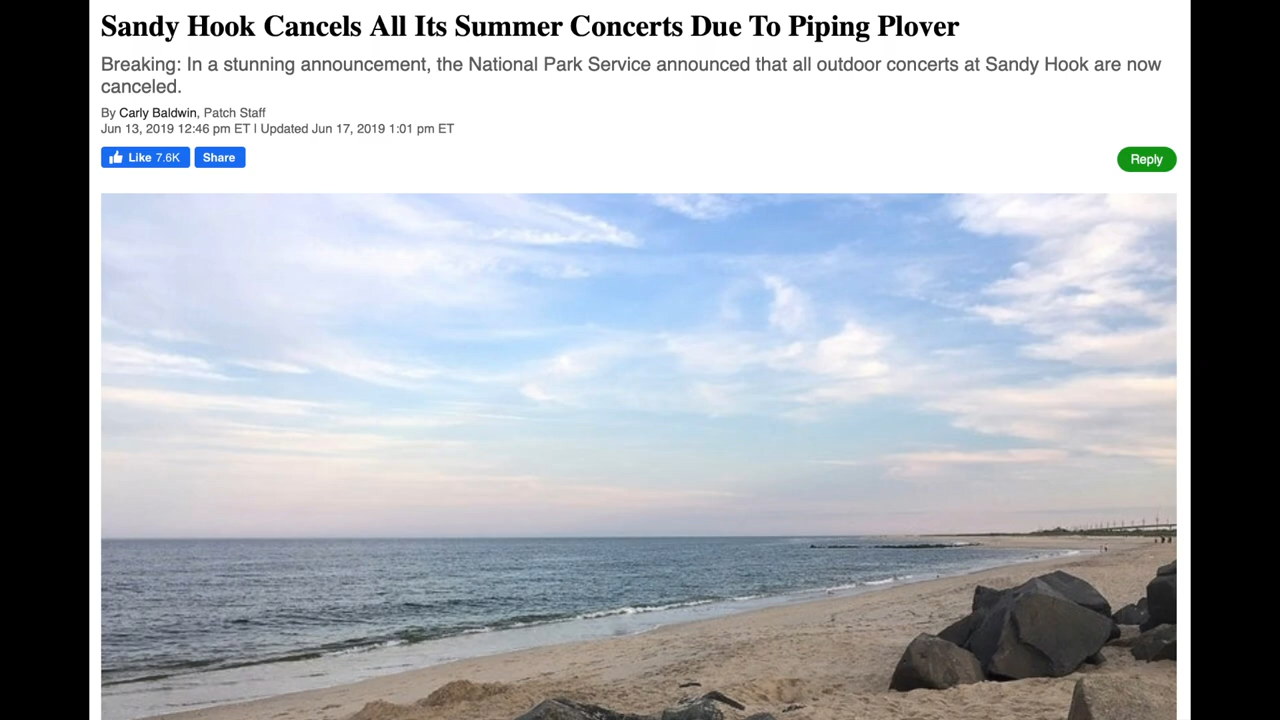 Sandy Hook Cancels All Its Summer Concerts Due To Piping Plover
Breaking: In a stunning announcement, the National Park Service announced that all outdoor concerts at Sandy Hook are now
canceled.
By Carly Baldwin, Patch Staff
Jun 13, 2019 12:46 pm ET | Updated Jun 17, 2019 1:01 pm ET
Like 7.6K Share
Reply